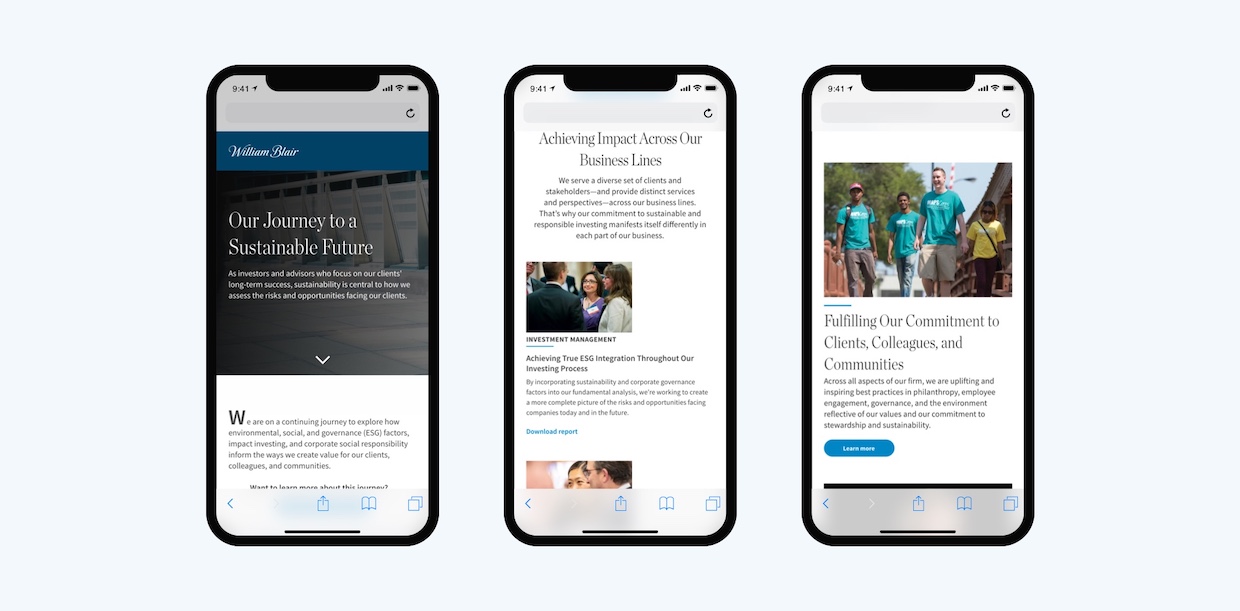 9:41
William Blair
Our Journey to a
Sustainable Future
As investors and advisors who focus on our clients'
long-term success, sustainability is central to how we
assess the risks and opportunities facing our clients.
We are on a continuing journey to explore how
environmental, social, and governance (ESG) factors,
impact investing, and corporate social responsibility
inform the ways we create value for our clients,
colleagues, and communities.
Want to learn more about this journey?
9:41
Achieving Impact Across Our
Business Lines
We serve a diverse set of clients and
stakeholders—and provide distinct services
and perspectives—across our business lines.
That's why our commitment to sustainable and
responsible investing manifests itself differently in
each part of our business.
INVESTMENT MANAGEMENT
Achieving True ESG Integration Throughout Our
Investing Process
By incorporating sustainability and corporate governance
factors into our fundamental analysis, we're working to create
a more complete picture of the risks and opportunities facing
companies today and in the future.
Download report
9:41
Fulfilling Our Commitment to
Clients, Colleagues, and
Communities
Across all aspects of our firm, we are uplifting and
inspiring best practices in philanthropy, employee
engagement, governance, and the environment
reflective of our values and our commitment to
stewardship and sustainability.
Learn more